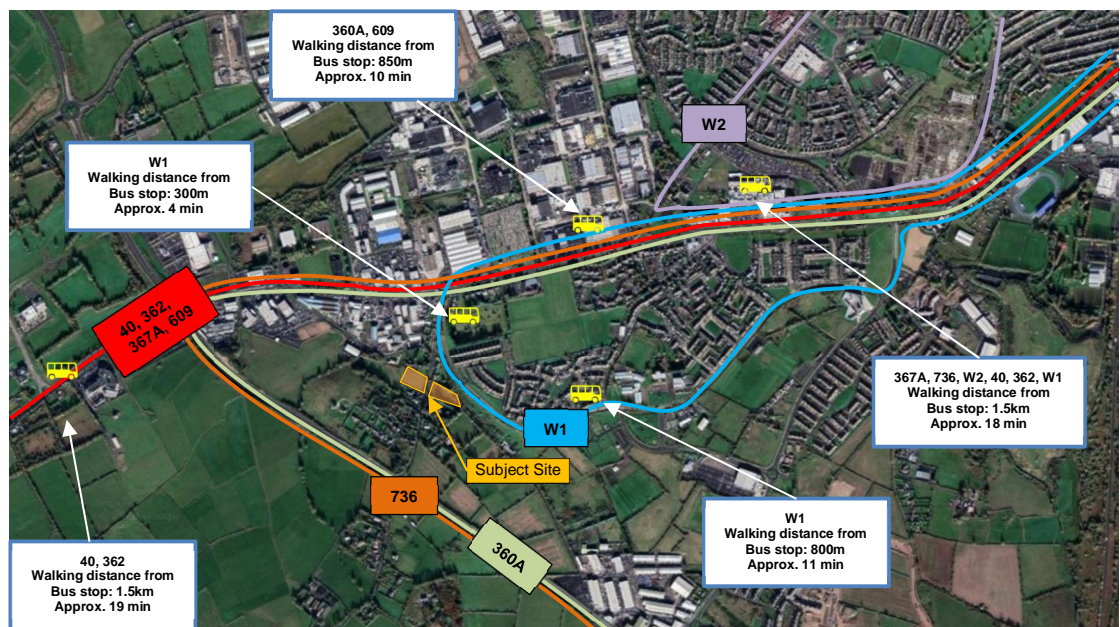 360A, 609
Walking distance from
Bus stop: 850m
Approx. 10 min
W2
W1
Walking distance from
Bus stop: 300m
Approx. 4 min
40, 362,
367A, 609
367A, 736, W2, 40, 362, W1
Walking distance from
Bus stop: 1.5km
Approx. 18 min
W1
Subject Site
736
360A
W1
Walking distance from
Bus stop: 800m
Approx. 11 min
40, 362
Walking distance from
Bus stop: 1.5km
Approx. 19 min